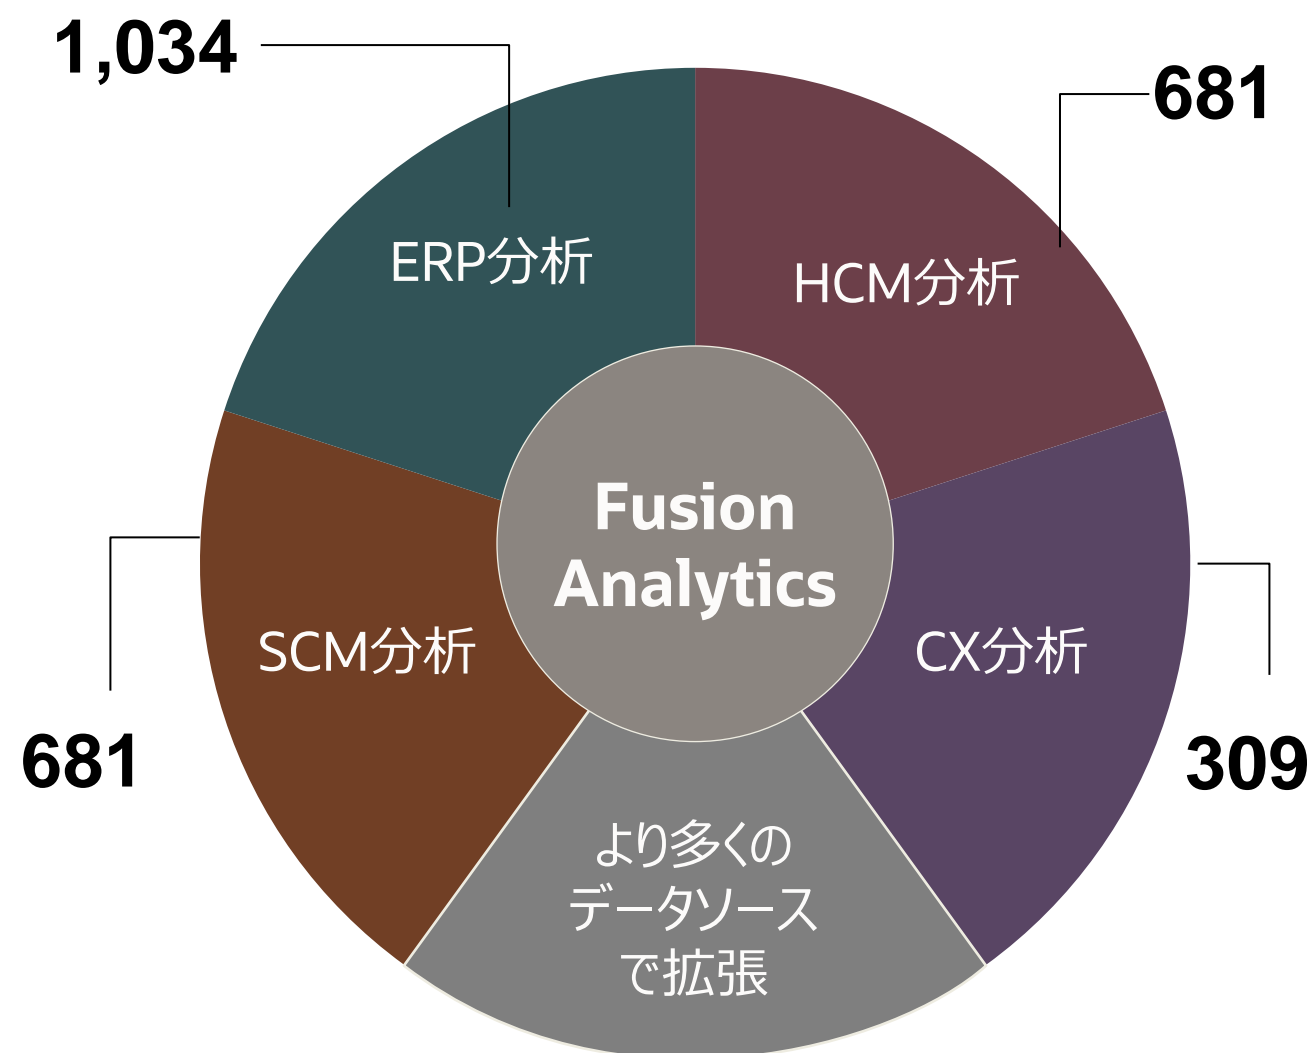 1,034
681
ERP分析
HCM分析
Fusion
Analytics
SCM分析
CX分析
681
309
より多くの
データソース
で拡張